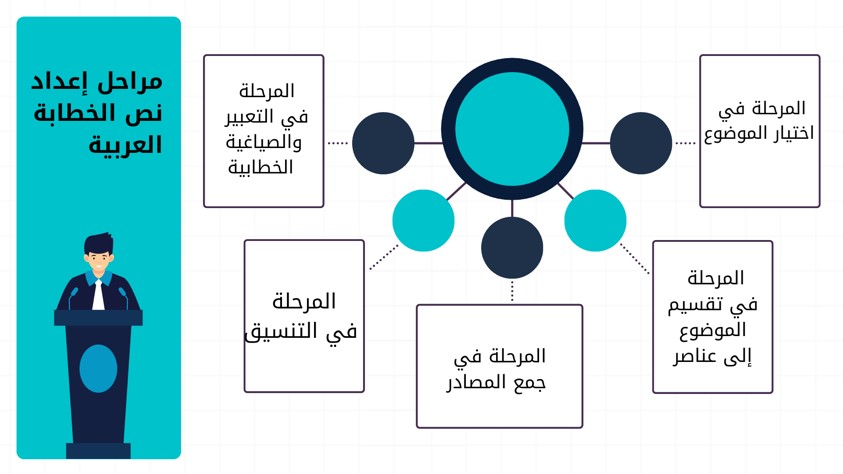 مراحل إعداد
نص الخطابة
العربية
المرحلة في
اختيار الموضوع
المرحلة
في تقسيم
الموضوع
إلى عناصر
المرحلة في
جمع المصادر
المرحلة
في التنسيق
المرحلة
في التعبير
والصياغية
الخطابية